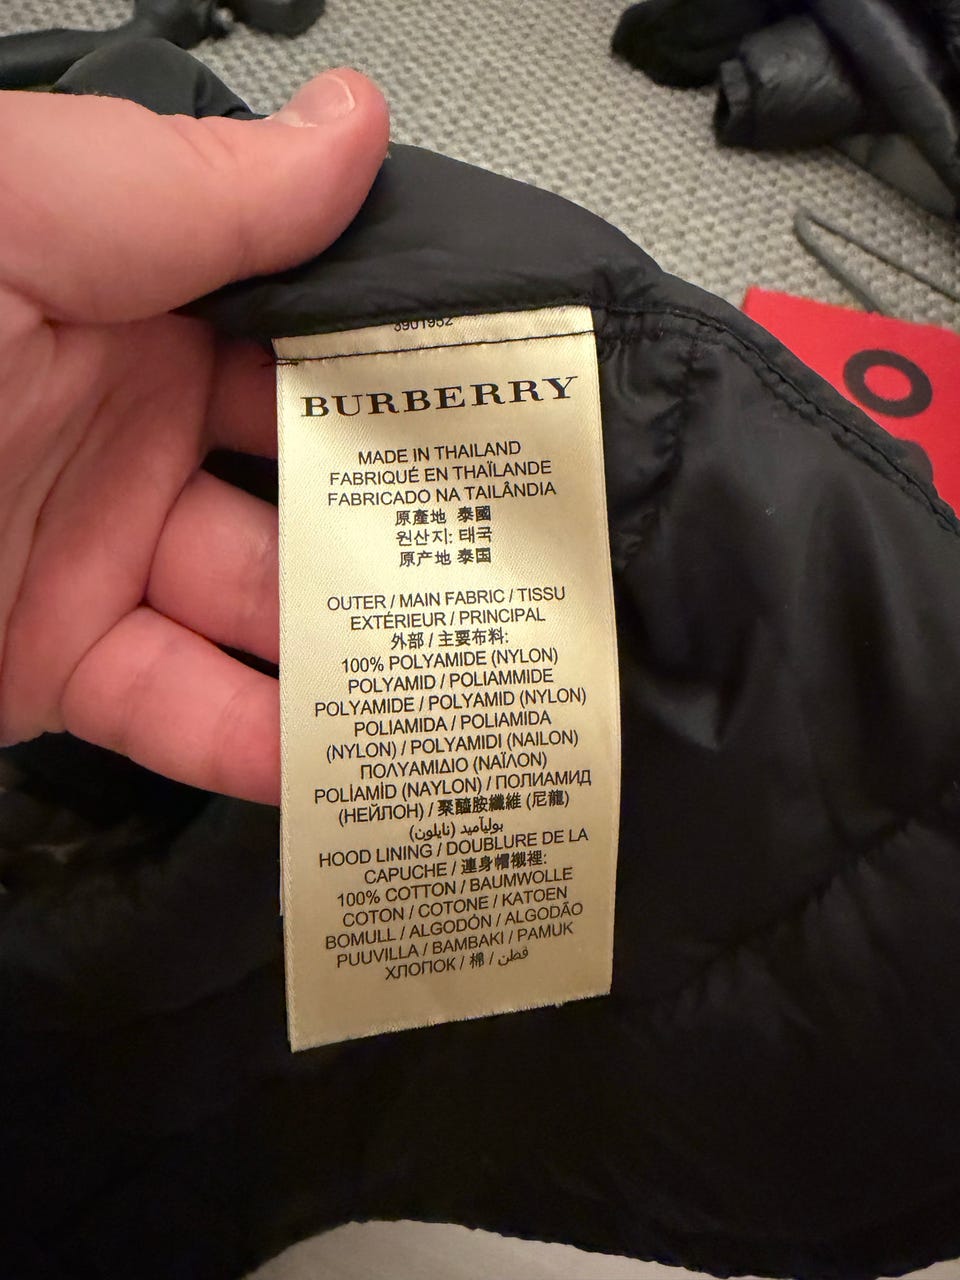 3901952
BURBERRY
MADE IN THAILAND
FABRIQUÉ EN THAÏLANDE
FABRICADO NA TAILÂNDIA
原產地 泰國
원산지: 태국
原产地 泰国
OUTER / MAIN FABRIC / TISSU
EXTÉRIEUR / PRINCIPAL
外部 / 主要布料:
100% POLYAMIDE (NYLON)
POLYAMID / POLIAMMIDE
POLYAMIDE / POLYAMID (NYLON)
POLIAMIDA / POLIAMIDA
(NYLON) / POLYAMIDI (NAILON)
ΠΟΛΥΑΜΙΔΙΟ (ΝΑΪΛΟΝ)
POLİAMİD (NAYLON) / ПОЛИАМИД
(НЕЙЛОН) / 聚醯胺纖維 (尼龍)
بولیآمید (نایلون)
HOOD LINING / DOUBLURE DE LA
CAPUCHE / 連身帽襯裡:
100% COTTON / BAUMWOLLE
COTON / COTONE / KATOEN
BOMULL / ALGODÓN / ALGODÃO
PUUVILLA / BAMBAKI / PAMUK
ХЛОПОК / 棉 / قطن
O